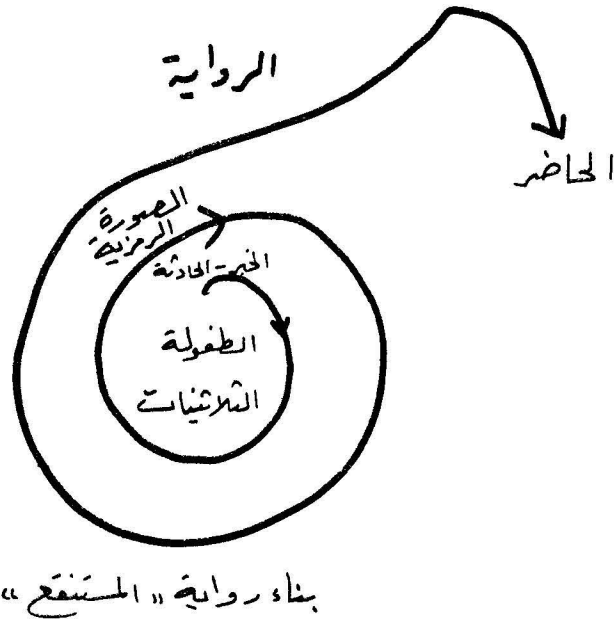 الرواية
الحاضر
الصورة
الرمزية
الخبر - الحادثة
الطفولة
الثلاثينات
بناء رواية « المستنقع »